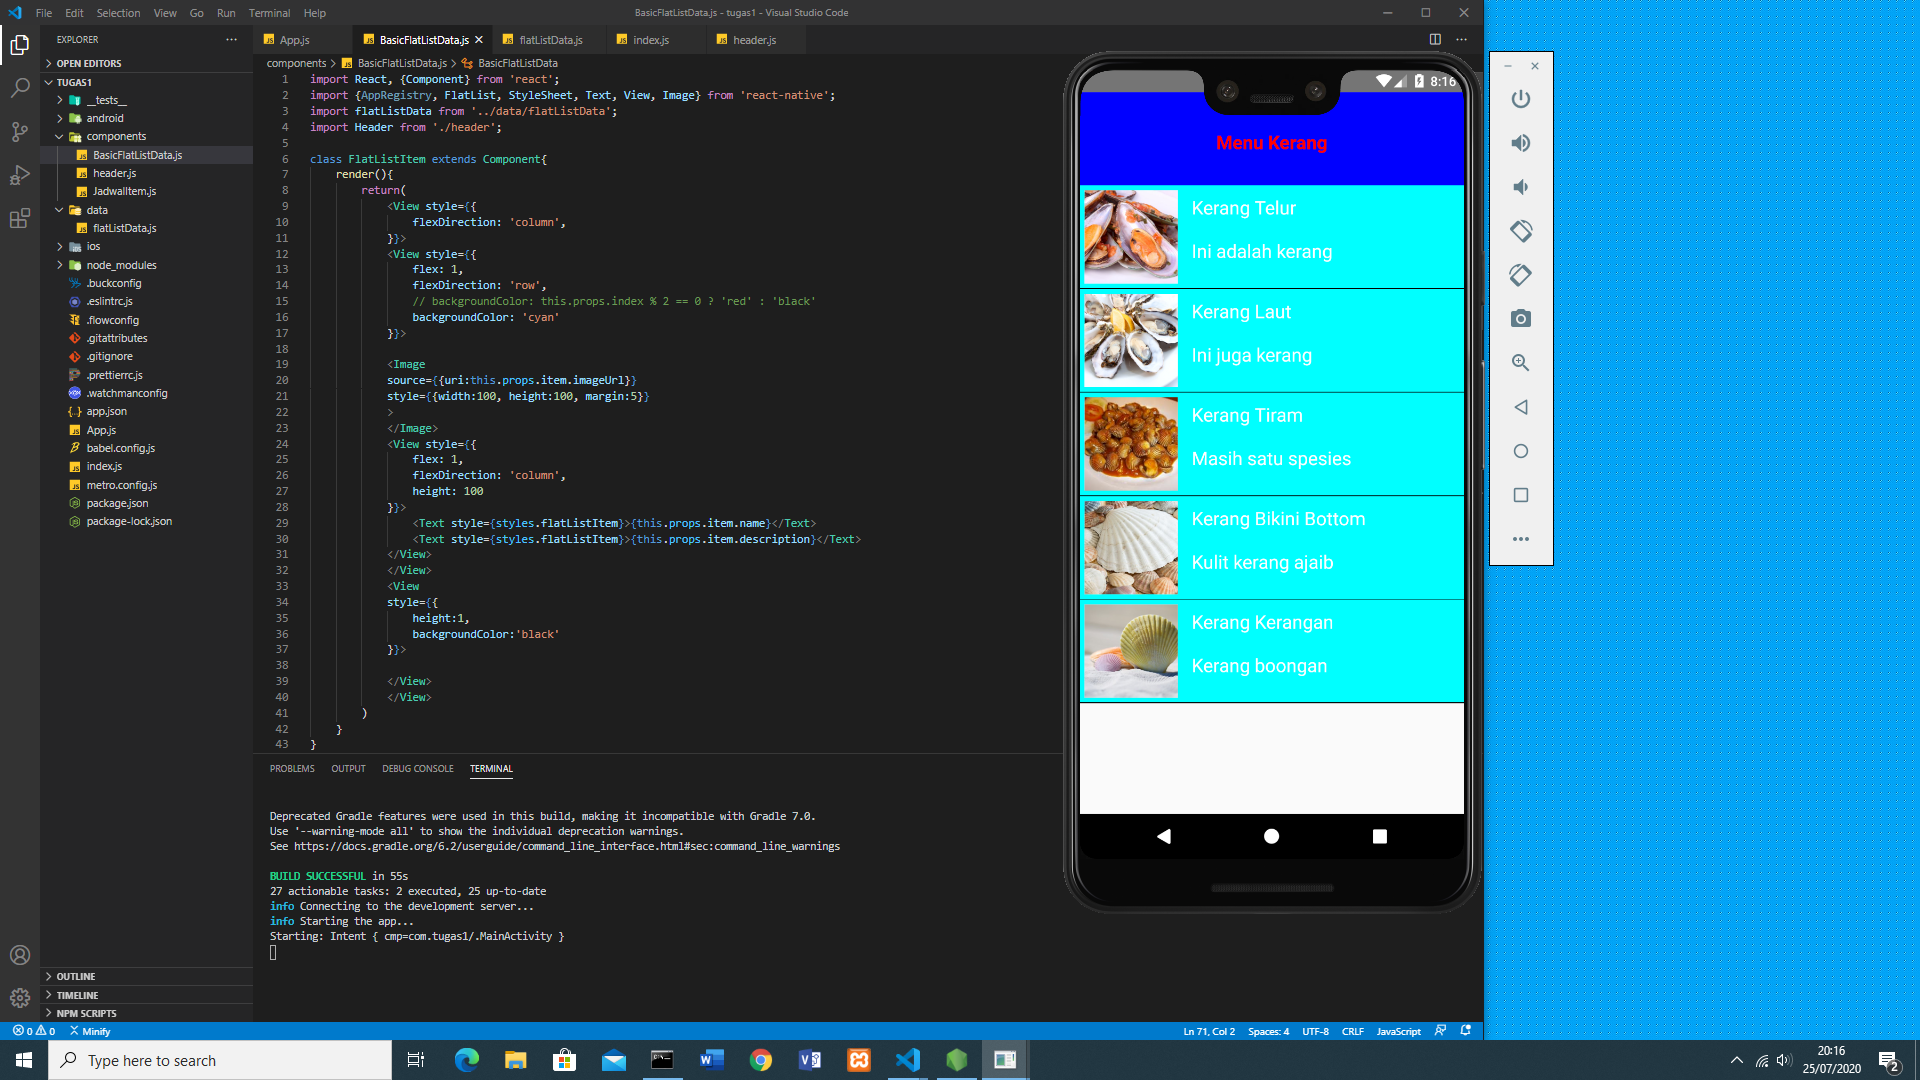 File Edit Selection View Go Run Terminal Help
BasicFlatListData.js - tugas1 - Visual Studio Code
EXPLORER
OPEN EDITORS
TUGAS1
__tests__
android
components
BasicFlatListData.js
header.js
JadwalItem.js
data
flatListData.js
ios
node_modules
.buckconfig
.eslintrc.js
.flowconfig
.gitattributes
.gitignore
.prettierrc.js
.watchmanconfig
app.json
App.js
babel.config.js
index.js
metro.config.js
package.json
package-lock.json
OUTLINE
TIMELINE
NPM SCRIPTS
App.js BasicFlatListData.js flatListData.js index.js header.js
components > BasicFlatListData.js > BasicFlatListData
1 import React, {Component} from 'react';
2 import {AppRegistry, FlatList, StyleSheet, Text, View, Image} from 'react-native';
3 import flatListData from '../data/flatListData';
4 import Header from './header';
5
6 class FlatListItem extends Component{
7 render(){
8 return(
9 <View style={{
10 flexDirection: 'column',
11 }}>
12 <View style={{
13 flex: 1,
14 flexDirection: 'row',
15 // backgroundColor: this.props.index % 2 == 0 ? 'red' : 'black'
16 backgroundColor: 'cyan'
17 }}>
18
19 <Image
20 source={{uri:this.props.item.imageUrl}}
21 style={{width:100, height:100, margin:5}}
22 >
23 </Image>
24 <View style={{
25 flex: 1,
26 flexDirection: 'column',
27 height: 100
28 }}>
29 <Text style={styles.flatListItem}>{this.props.item.name}</Text>
30 <Text style={styles.flatListItem}>{this.props.item.description}</Text>
31 </View>
32 </View>
33 <View
34 style={{
35 height:1,
36 backgroundColor:'black'
37 }}>
38
39 </View>
40 </View>
41 )
42 }
43 }
PROBLEMS OUTPUT DEBUG CONSOLE TERMINAL
Deprecated Gradle features were used in this build, making it incompatible with Gradle 7.0.
Use '--warning-mode all' to show the individual deprecation warnings.
See https://docs.gradle.org/6.2/userguide/command_line_interface.html#sec:command_line_warnings
BUILD SUCCESSFUL in 55s
27 actionable tasks: 2 executed, 25 up-to-date
info Connecting to the development server...
info Starting the app...
Starting: Intent { cmp=com.tugas1/.MainActivity }
8:16
Menu Kerang
Kerang Telur
Ini adalah kerang
Kerang Laut
Ini juga kerang
Kerang Tiram
Masih satu spesies
Kerang Bikini Bottom
Kulit kerang ajaib
Kerang Kerangan
Kerang boongan
0 0 Minify
Ln 71, Col 2 Spaces: 4 UTF-8 CRLF JavaScript
Type here to search
20:16
25/07/2020
2